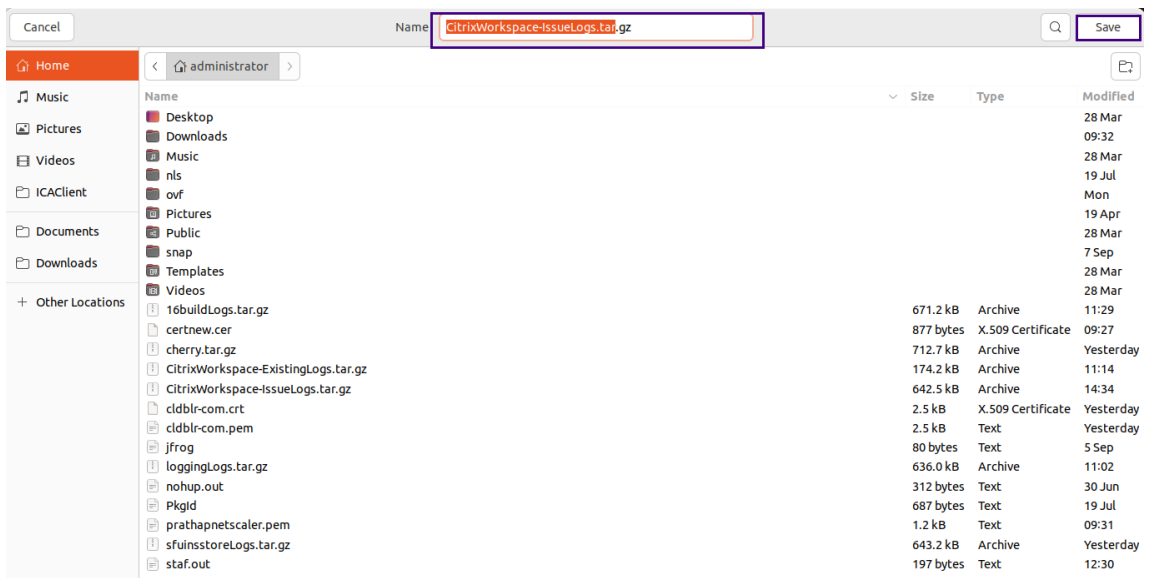 Cancel Name CitrixWorkspace-IssueLogs.tar.gz Save
Home administrator
Music
Pictures
Videos
ICAClient
Documents
Downloads
+ Other Locations
Name Size Type Modified
Desktop 28 Mar
Downloads 09:32
Music 28 Mar
nls 19 Jul
ovf Mon
Pictures 19 Apr
Public 28 Mar
snap 7 Sep
Templates 28 Mar
Videos 28 Mar
16buildLogs.tar.gz 671.2 kB Archive 11:29
certnew.cer 877 bytes X.509 Certificate 09:27
cherry.tar.gz 712.7 kB Archive Yesterday
CitrixWorkspace-ExistingLogs.tar.gz 174.2 kB Archive 11:14
CitrixWorkspace-IssueLogs.tar.gz 642.5 kB Archive 14:34
cldblr-com.crt 2.5 kB X.509 Certificate Yesterday
cldblr-com.pem 2.5 kB Text Yesterday
jfrog 80 bytes Text 5 Sep
loggingLogs.tar.gz 636.0 kB Archive 11:02
nohup.out 312 bytes Text 30 Jun
PkgId 687 bytes Text 19 Jul
prathapnetscaler.pem 1.2 kB Text 09:31
sfuinsstoreLogs.tar.gz 643.2 kB Archive Yesterday
staf.out 197 bytes Text 12:30